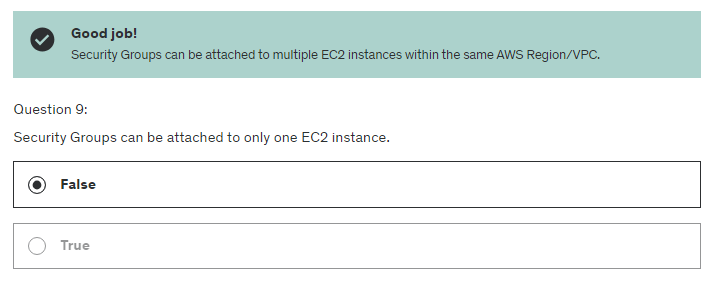 Good job!
Security Groups can be attached to multiple EC2 instances within the same AWS Region/VPC.
Question 9:
Security Groups can be attached to only one EC2 instance.
False
True